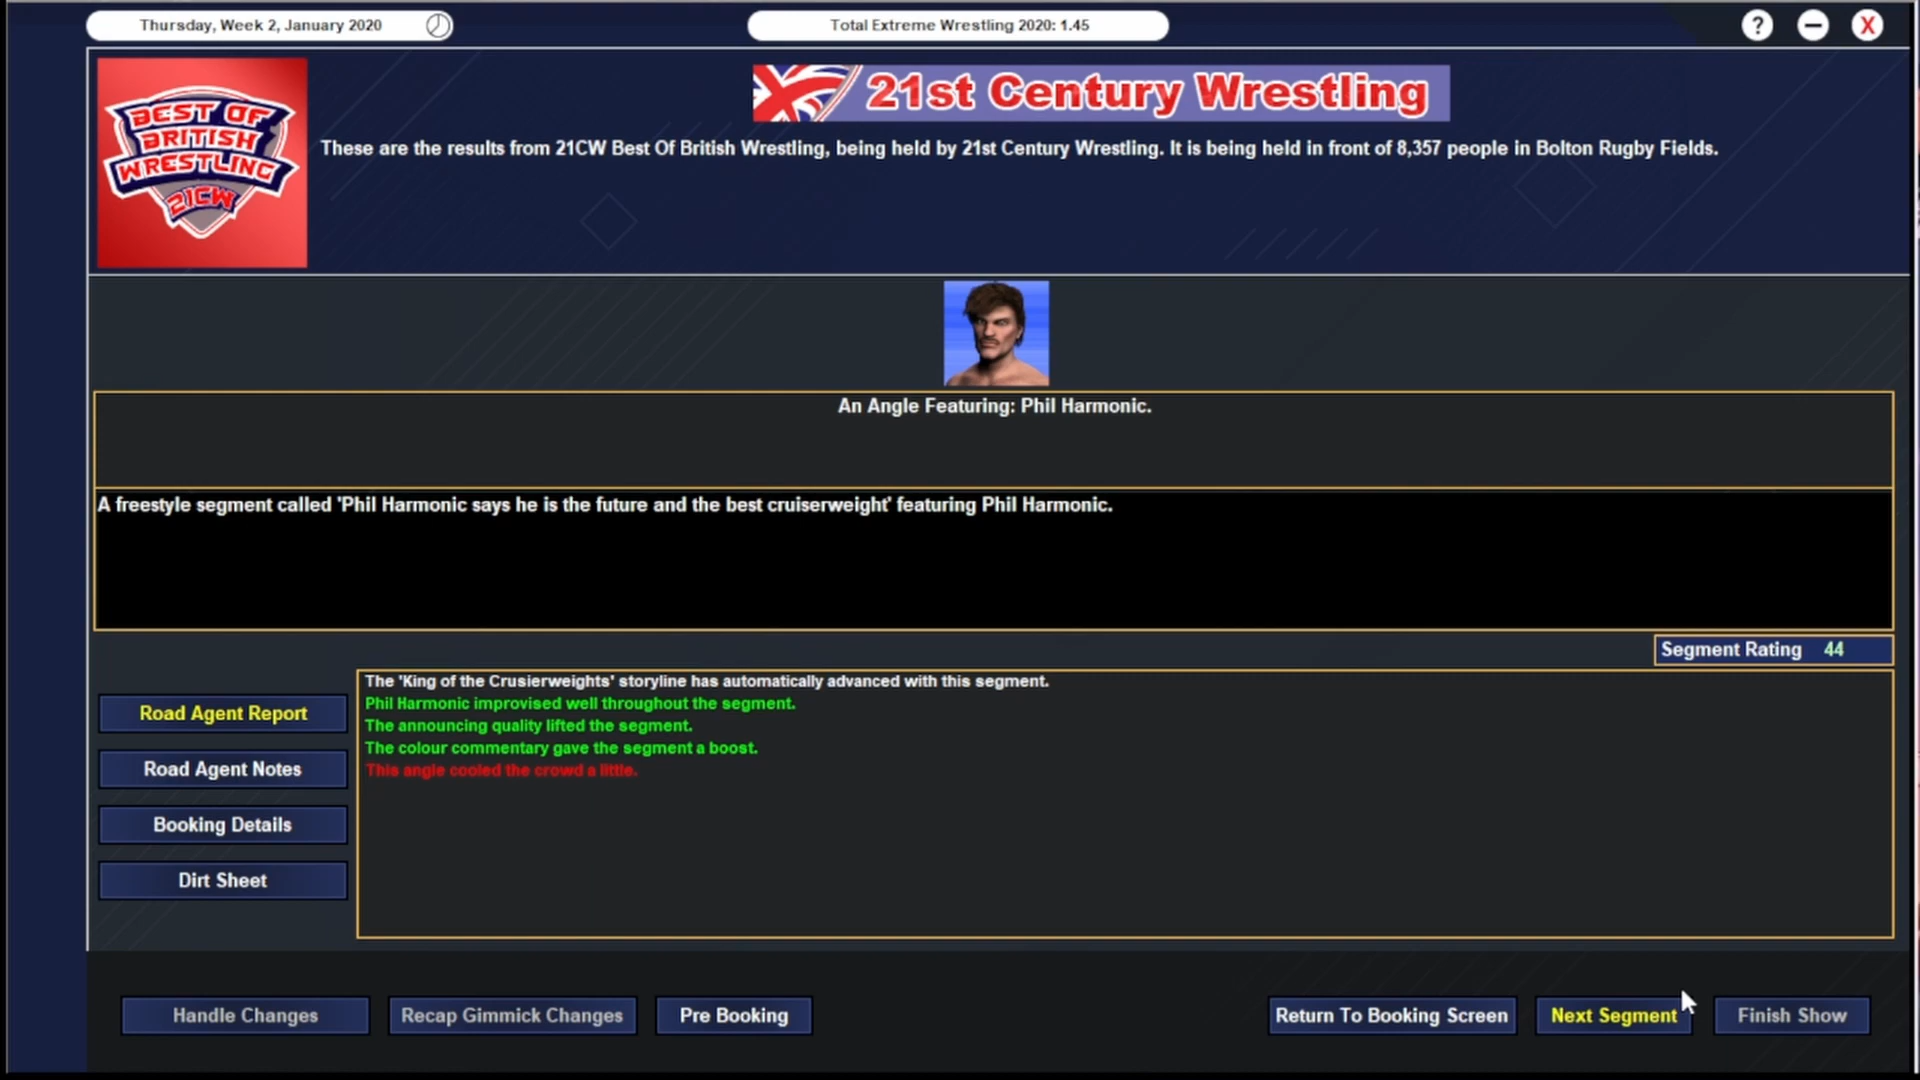 Thursday, Week 2, January 2020
Total Extreme Wrestling 2020: 1.45
?
X
BEST OF
BRITISH
WRESTLING
21CW
21st Century Wrestling
These are the results from 21CW Best Of British Wrestling, being held by 21st Century Wrestling. It is being held in front of 8,357 people in Bolton Rugby Fields.
An Angle Featuring: Phil Harmonic.
A freestyle segment called 'Phil Harmonic says he is the future and the best cruiserweight' featuring Phil Harmonic.
Segment Rating 44
Road Agent Report
Road Agent Notes
Booking Details
Dirt Sheet
The 'King of the Crusierweights' storyline has automatically advanced with this segment.
Phil Harmonic improvised well throughout the segment.
The announcing quality lifted the segment.
The colour commentary gave the segment a boost.
This angle cooled the crowd a little.
Handle Changes
Recap Gimmick Changes
Pre Booking
Return To Booking Screen
Next Segment
Finish Show